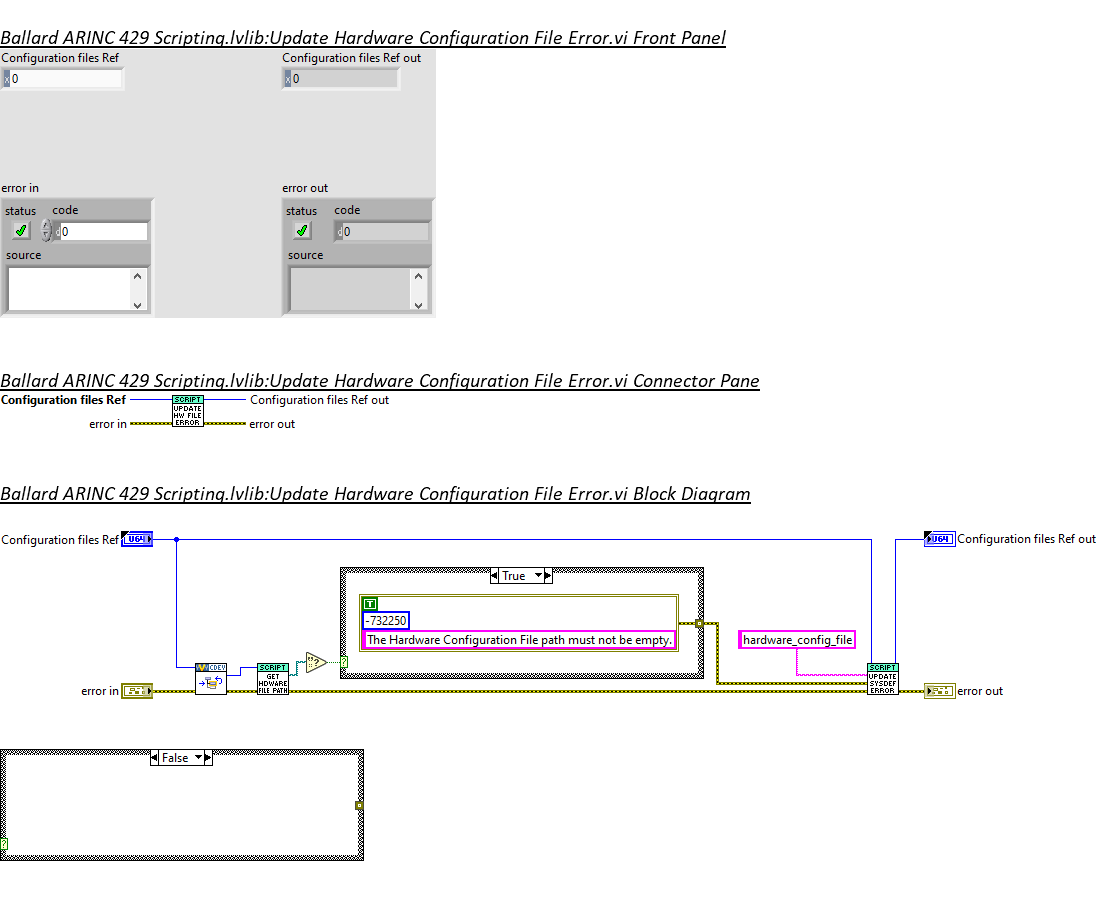 Ballard ARINC 429 Scripting.lvlib:Update Hardware Configuration File Error.vi Front Panel
Configuration files Ref
Configuration files Ref out
x 0
x 0
error in
error out
status
code
status
code
d 0
d 0
source
source
Ballard ARINC 429 Scripting.lvlib:Update Hardware Configuration File Error.vi Connector Pane
Configuration files Ref
SCRIPT
UPDATE
HW FILE
ERROR
Configuration files Ref out
error in
error out
Ballard ARINC 429 Scripting.lvlib:Update Hardware Configuration File Error.vi Block Diagram
Configuration files Ref
U64
U64
Configuration files Ref out
True
T
-732250
The Hardware Configuration File path must not be empty.
hardware_config_file
CDEV
SCRIPT
GET
HDWARE
FILE PATH
?
?
SCRIPT
UPDATE
SYSDEF
ERROR
error in
error out
False
?